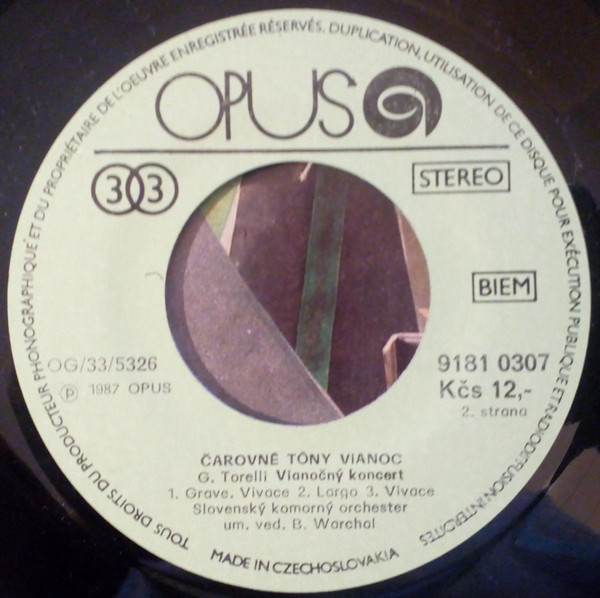 TOUS DROITS DU PRODUCTEUR PHONOGRAPHIQUE ET DU PROPRIÉTAIRE DE L'OEUVRE ENREGISTRÉE RÉSERVÉS. DUPLICATION, UTILISATION DE CE DISQUE POUR EXÉCUTION PUBLIQUE ET RADIODIFFUSION INTERDITES
OPUS
33
STEREO
BIEM
OG/33/5326
Ⓟ 1987 OPUS
9181 0307
Kčs 12,-
2. strana
ČAROVNÉ TÓNY VIANOC
G. Torelli Vianočný koncert
1. Grave. Vivace 2. Largo 3. Vivace
Slovenský komorný orchester
um. ved. B. Warchal
MADE IN CZECHOSLOVAKIA